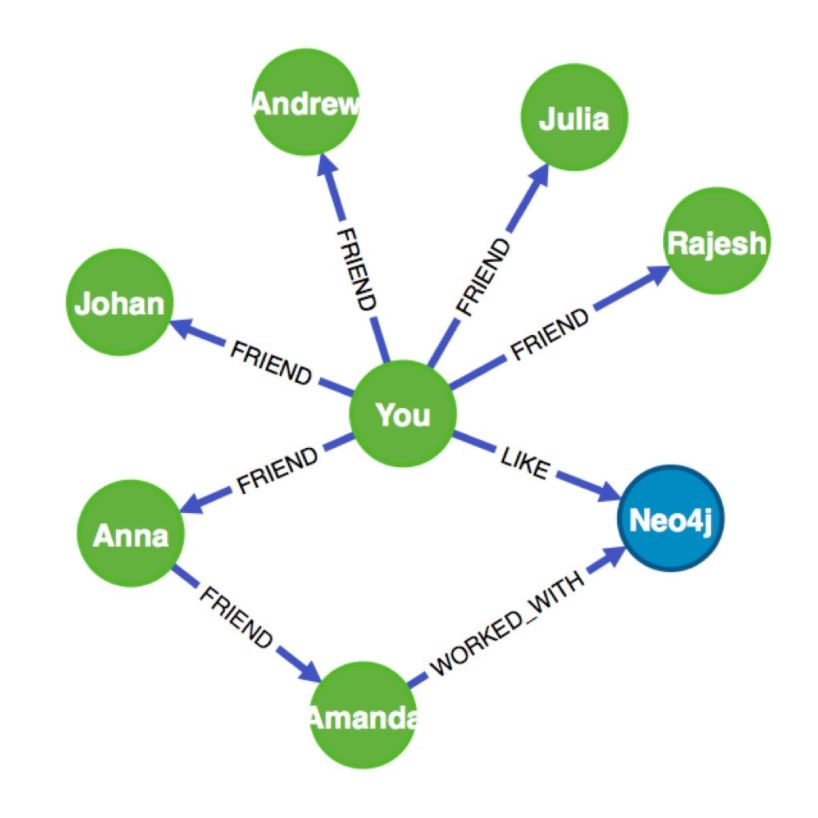 Andrew
Julia
Rajesh
FRIEND
FRIEND
Johan
FRIEND
FRIEND
You
FRIEND
LIKE
Neo4j
Anna
FRIEND
WORKED_WITH
Amanda